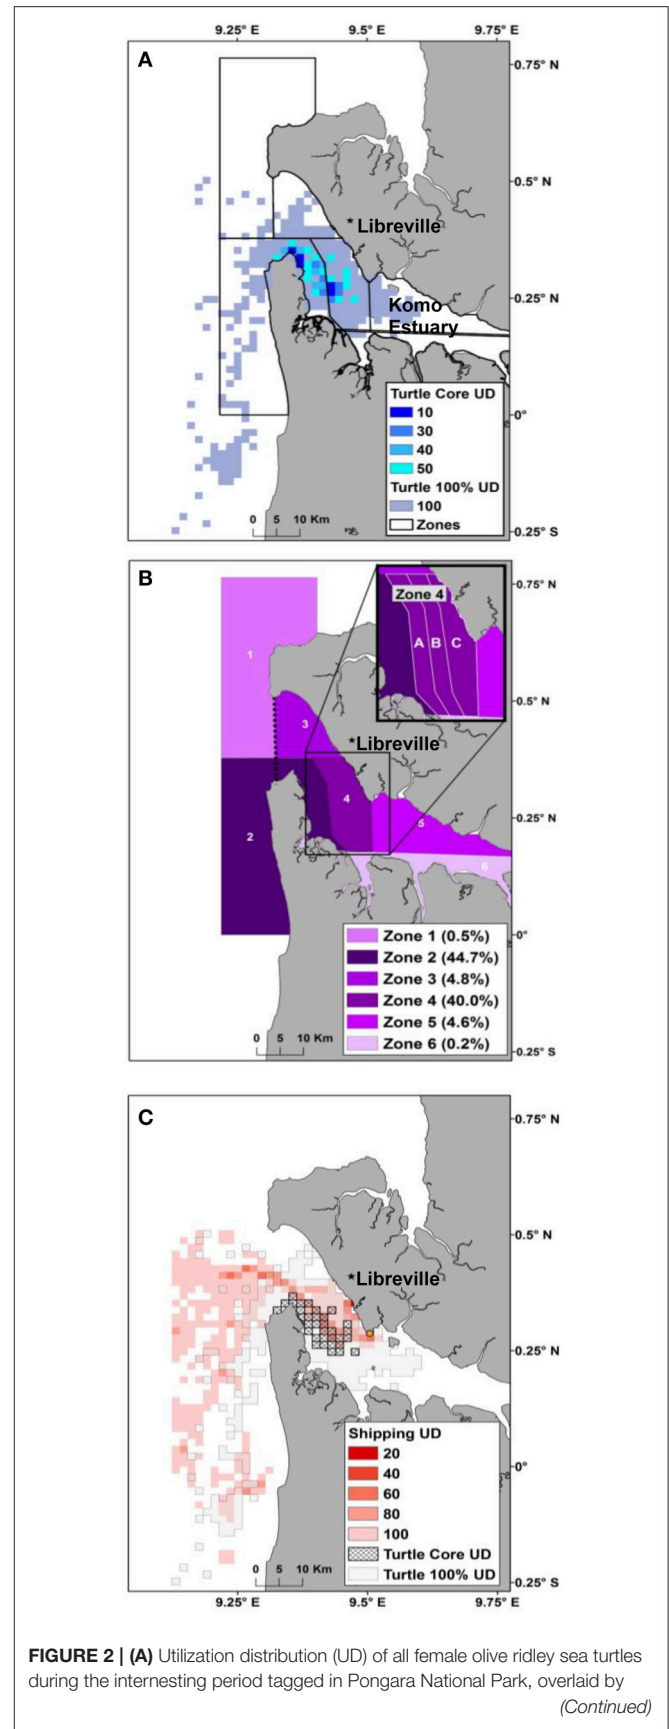 9.25° E 9.5° E 9.75° E
A
0.75° N
0.5° N
Libreville
0.25° N
Komo
Estuary
Turtle Core UD
0°
10
30
40
50
Turtle 100% UD
100
0 5 10 Km
Zones
0.25° S
B
0.75° N
Zone 4
1
A B C
0.5° N
3
Libreville
4
0.25° N
5
2
6
Zone 1 (0.5%)
0°
Zone 2 (44.7%)
Zone 3 (4.8%)
Zone 4 (40.0%)
Zone 5 (4.6%)
0 5 10 Km
Zone 6 (0.2%)
0.25° S
C
0.75° N
0.5° N
Libreville
0.25° N
Shipping UD
20
0°
40
60
80
100
Turtle Core UD
0 5 10 Km
Turtle 100% UD
0.25° S
9.25° E 9.5° E 9.75° E
FIGURE 2 | (A) Utilization distribution (UD) of all female olive ridley sea turtles
during the internesting period tagged in Pongara National Park, overlaid by
(Continued)